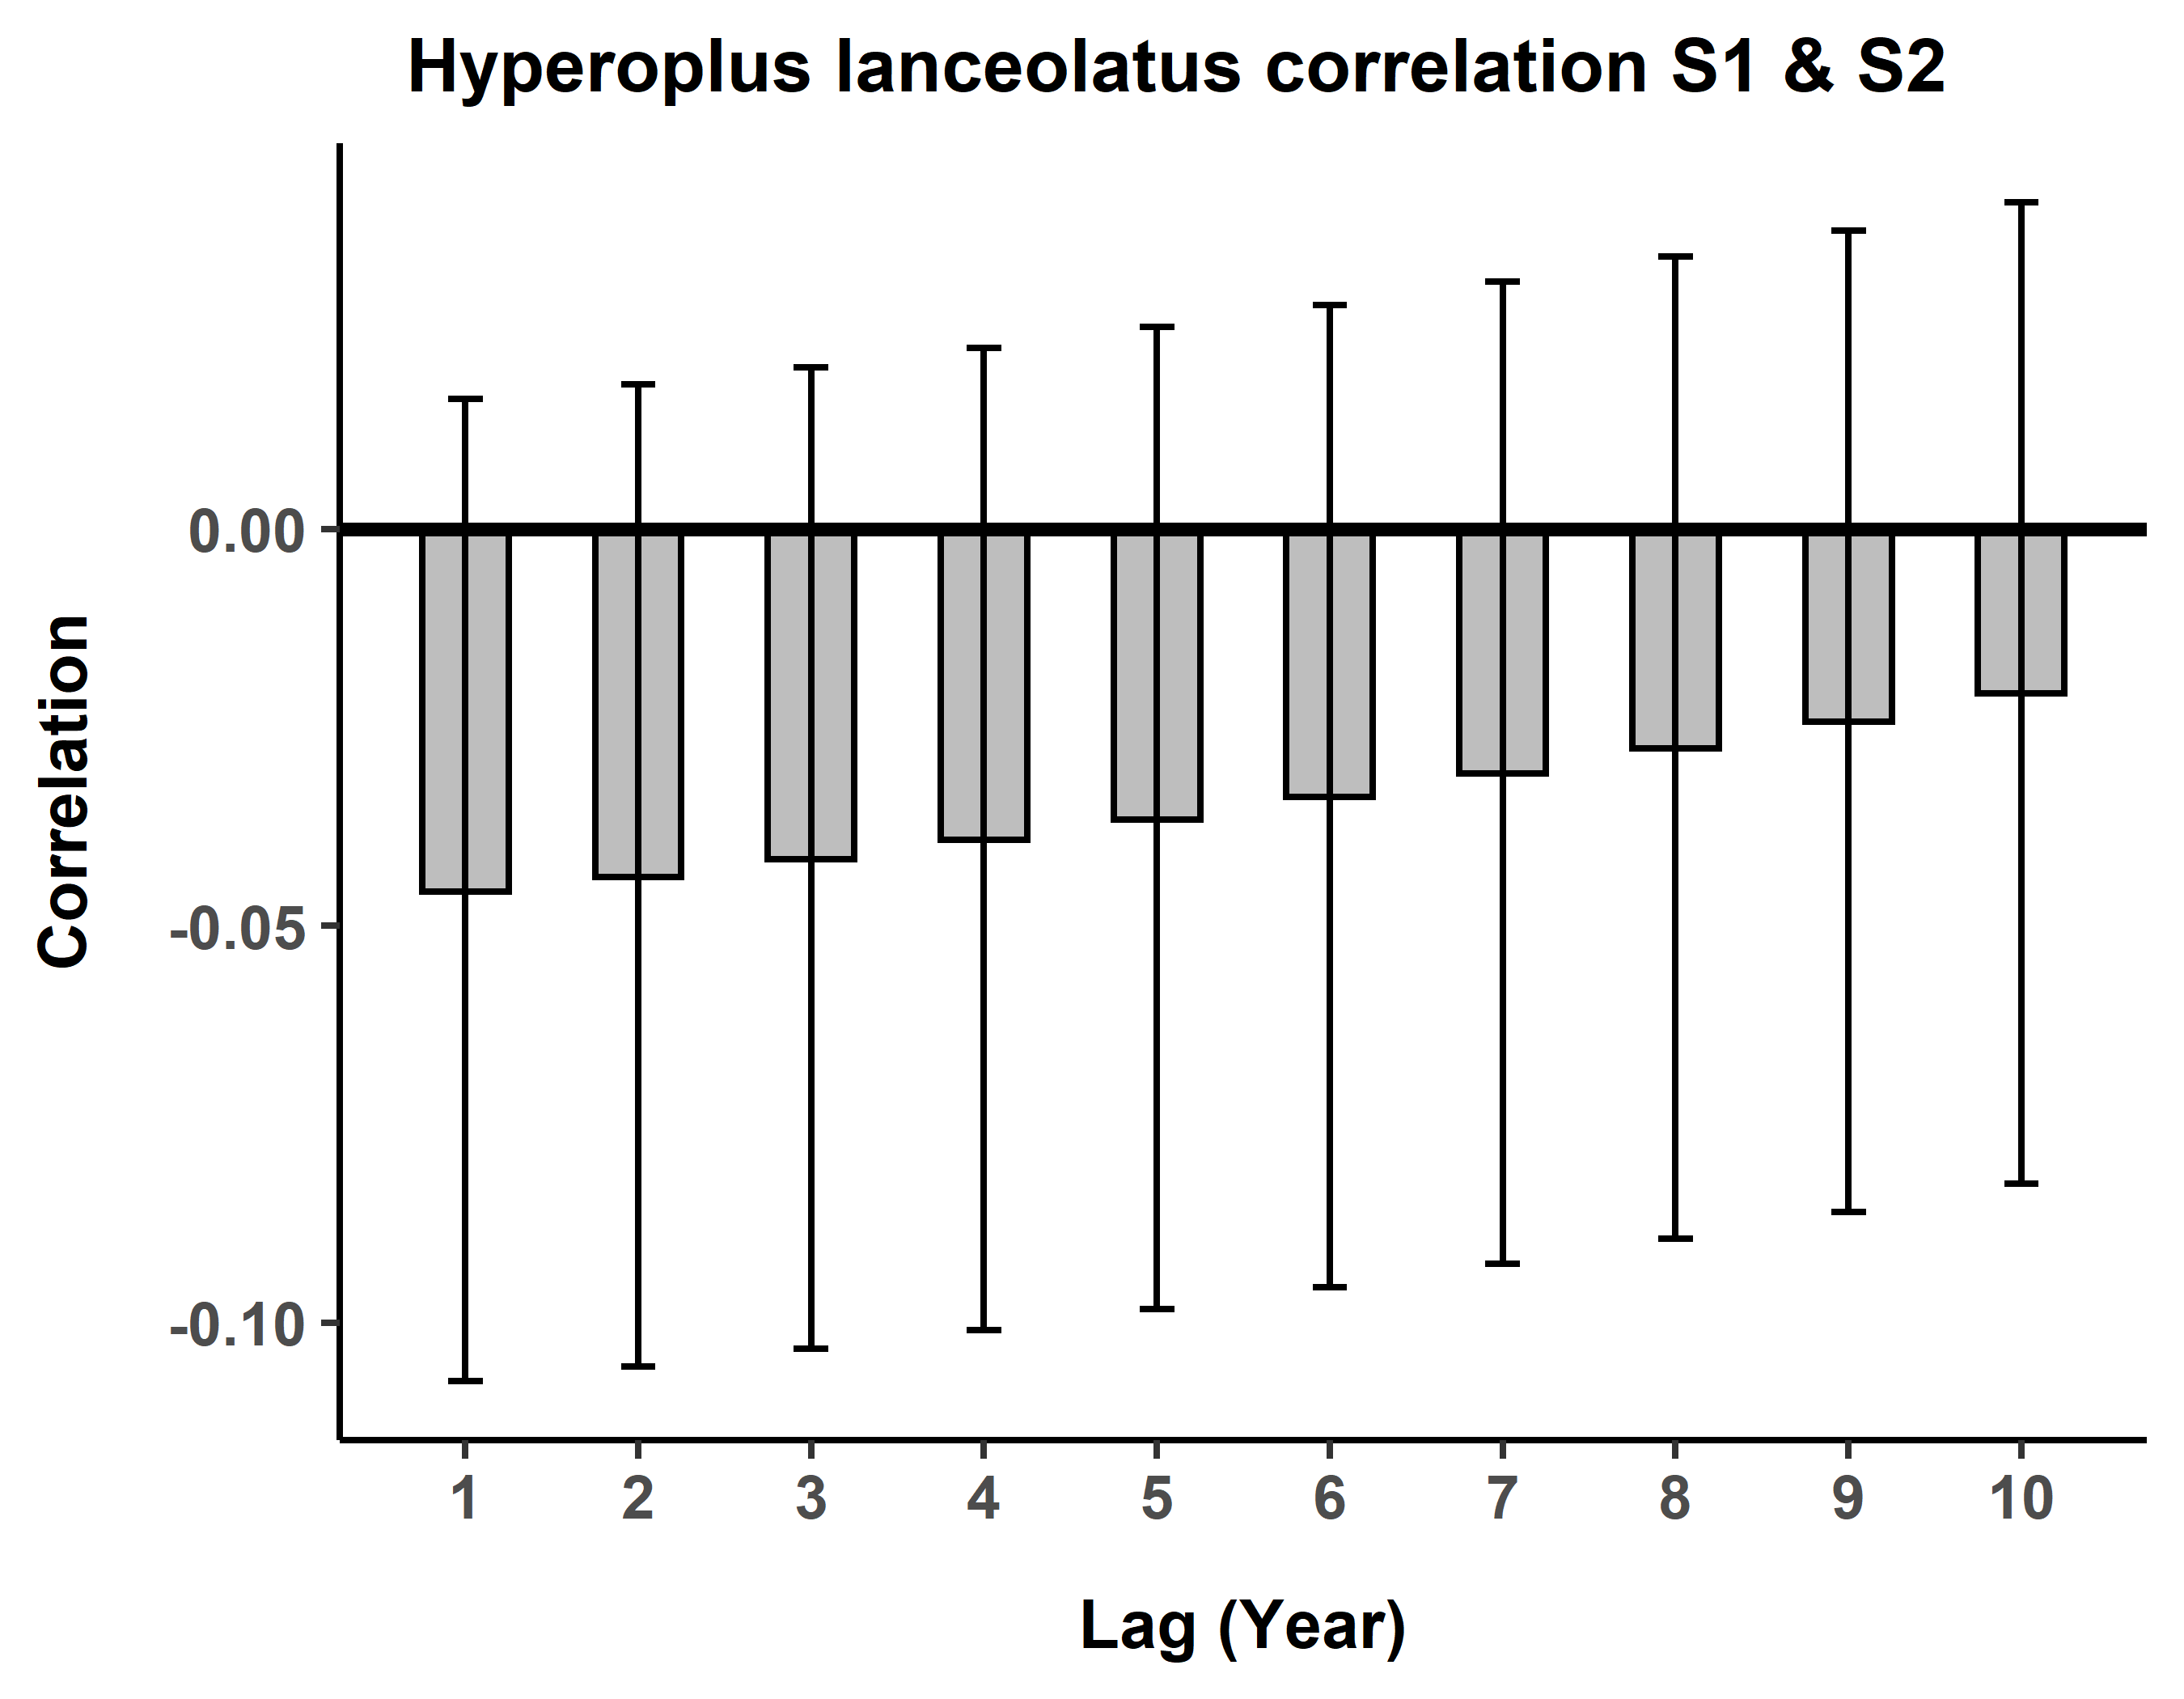 Hyperoplus lanceolatus correlation S1 & S2
Correlation
0.00
-0.05
-0.10
1 2 3 4 5 6 7 8 9 10
Lag (Year)